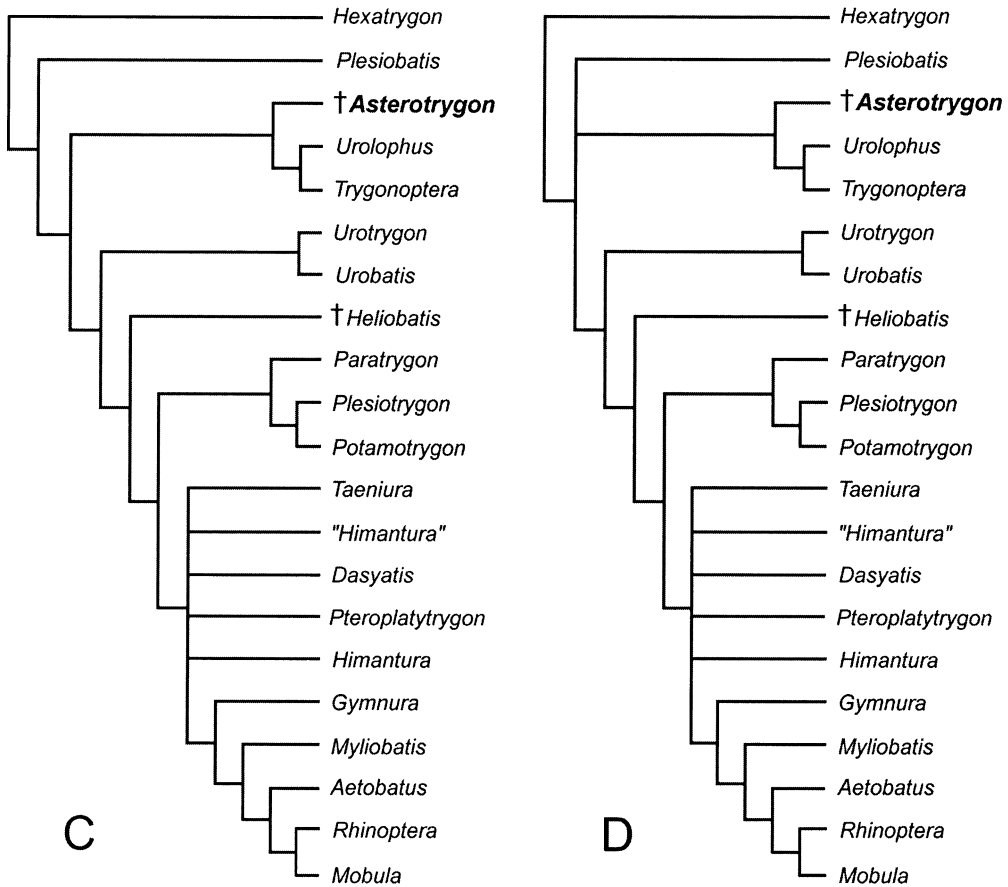 Hexatrygon
Plesiobatis
†Asterotrygon
Urolophus
Trygonoptera
Urotrygon
Urobatis
†Heliobatis
Paratrygon
Plesiotrygon
Potamotrygon
Taeniura
"Himantura"
Dasyatis
Pteroplatytrygon
Himantura
Gymnura
Myliobatis
Aetobatus
Rhinoptera
Mobula
C
Hexatrygon
Plesiobatis
†Asterotrygon
Urolophus
Trygonoptera
Urotrygon
Urobatis
†Heliobatis
Paratrygon
Plesiotrygon
Potamotrygon
Taeniura
"Himantura"
Dasyatis
Pteroplatytrygon
Himantura
Gymnura
Myliobatis
Aetobatus
Rhinoptera
Mobula
D